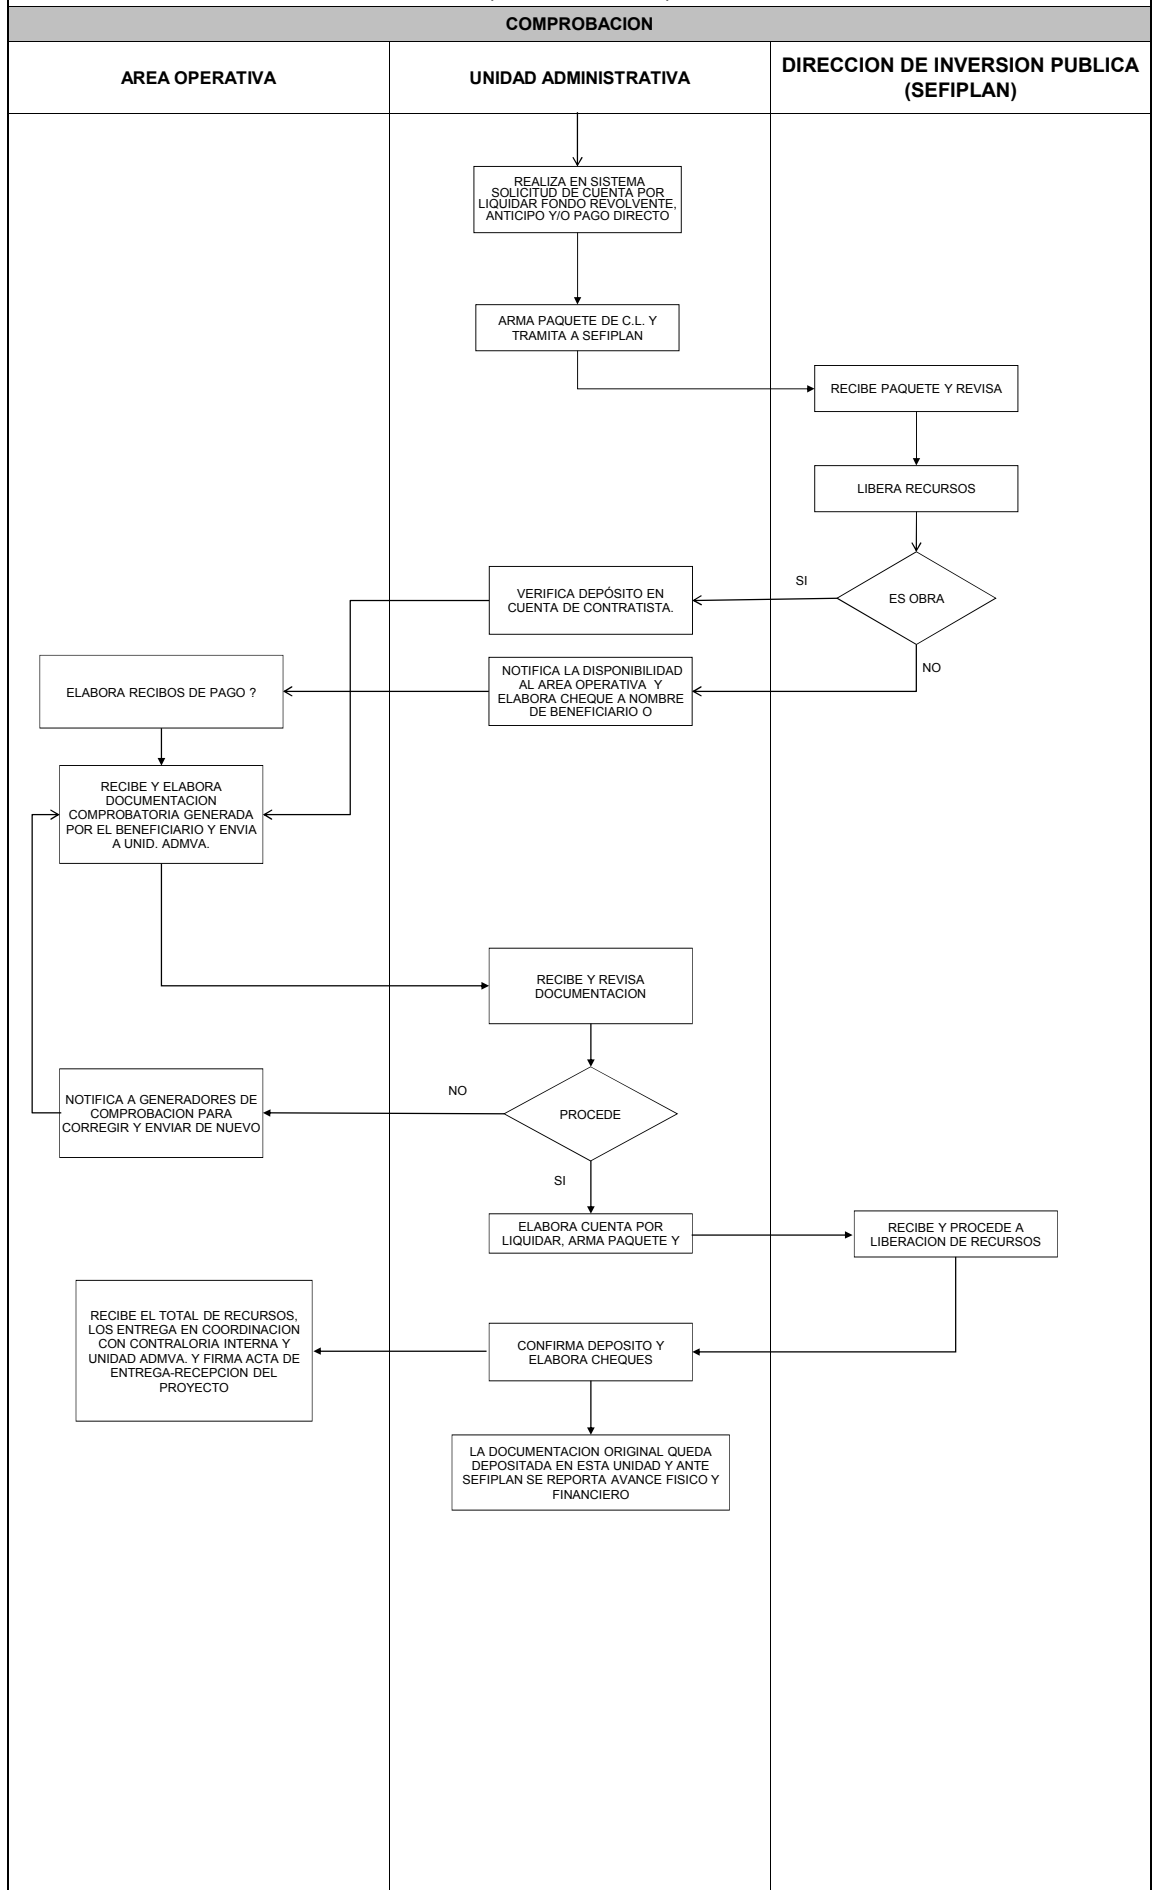 COMPROBACION
AREA OPERATIVA
UNIDAD ADMINISTRATIVA
DIRECCION DE INVERSION PUBLICA
(SEFIPLAN)
REALIZA EN SISTEMA
SOLICITUD DE CUENTA POR
LIQUIDAR FONDO REVOLVENTE,
ANTICIPO Y/O PAGO DIRECTO
ARMA PAQUETE DE C.L. Y
TRAMITA A SEFIPLAN
RECIBE PAQUETE Y REVISA
LIBERA RECURSOS
ES OBRA
SI
VERIFICA DEPÓSITO EN
CUENTA DE CONTRATISTA.
NO
NOTIFICA LA DISPONIBILIDAD
AL AREA OPERATIVA Y
ELABORA CHEQUE A NOMBRE
DE BENEFICIARIO O
ELABORA RECIBOS DE PAGO ?
RECIBE Y ELABORA
DOCUMENTACION
COMPROBATORIA GENERADA
POR EL BENEFICIARIO Y ENVIA
A UNID. ADMVA.
RECIBE Y REVISA
DOCUMENTACION
PROCEDE
NO
NOTIFICA A GENERADORES DE
COMPROBACION PARA
CORREGIR Y ENVIAR DE NUEVO
SI
ELABORA CUENTA POR
LIQUIDAR, ARMA PAQUETE Y
RECIBE Y PROCEDE A
LIBERACION DE RECURSOS
CONFIRMA DEPOSITO Y
ELABORA CHEQUES
RECIBE EL TOTAL DE RECURSOS,
LOS ENTREGA EN COORDINACION
CON CONTRALORIA INTERNA Y
UNIDAD ADMVA. Y FIRMA ACTA DE
ENTREGA-RECEPCION DEL
PROYECTO
LA DOCUMENTACION ORIGINAL QUEDA
DEPOSITADA EN ESTA UNIDAD Y ANTE
SEFIPLAN SE REPORTA AVANCE FISICO Y
FINANCIERO